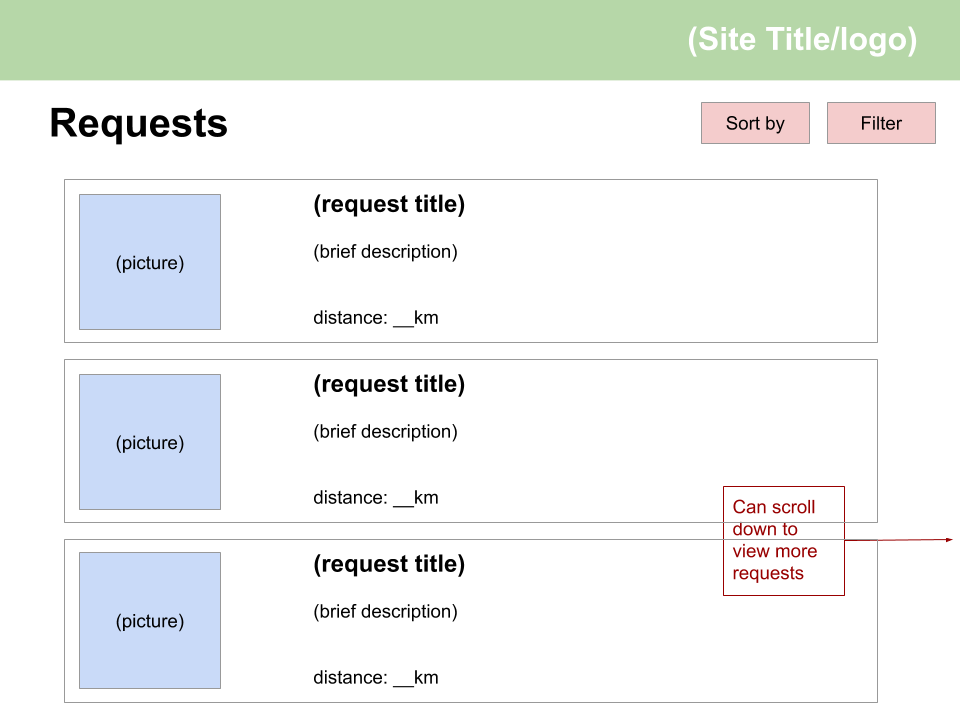 (Site Title/logo)
Requests
Sort by
Filter
(picture)
(request title)
(brief description)
distance: __km
(picture)
(request title)
(brief description)
distance: __km
Can scroll
down to
view more
requests
(picture)
(request title)
(brief description)
distance: __km